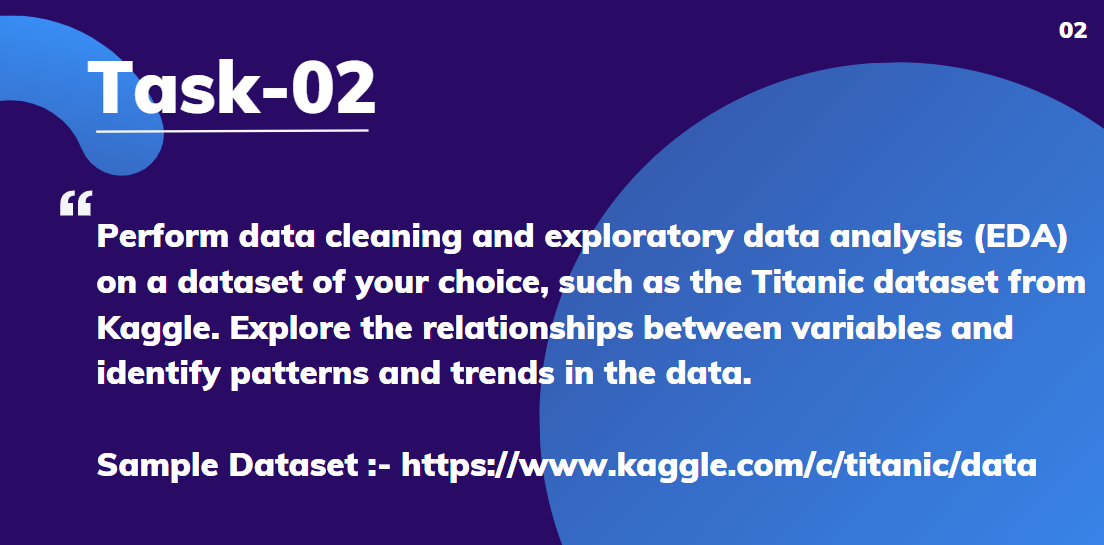 02
Task-02
“
Perform data cleaning and exploratory data analysis (EDA)
on a dataset of your choice, such as the Titanic dataset from
Kaggle. Explore the relationships between variables and
identify patterns and trends in the data.
Sample Dataset :- https://www.kaggle.com/c/titanic/data